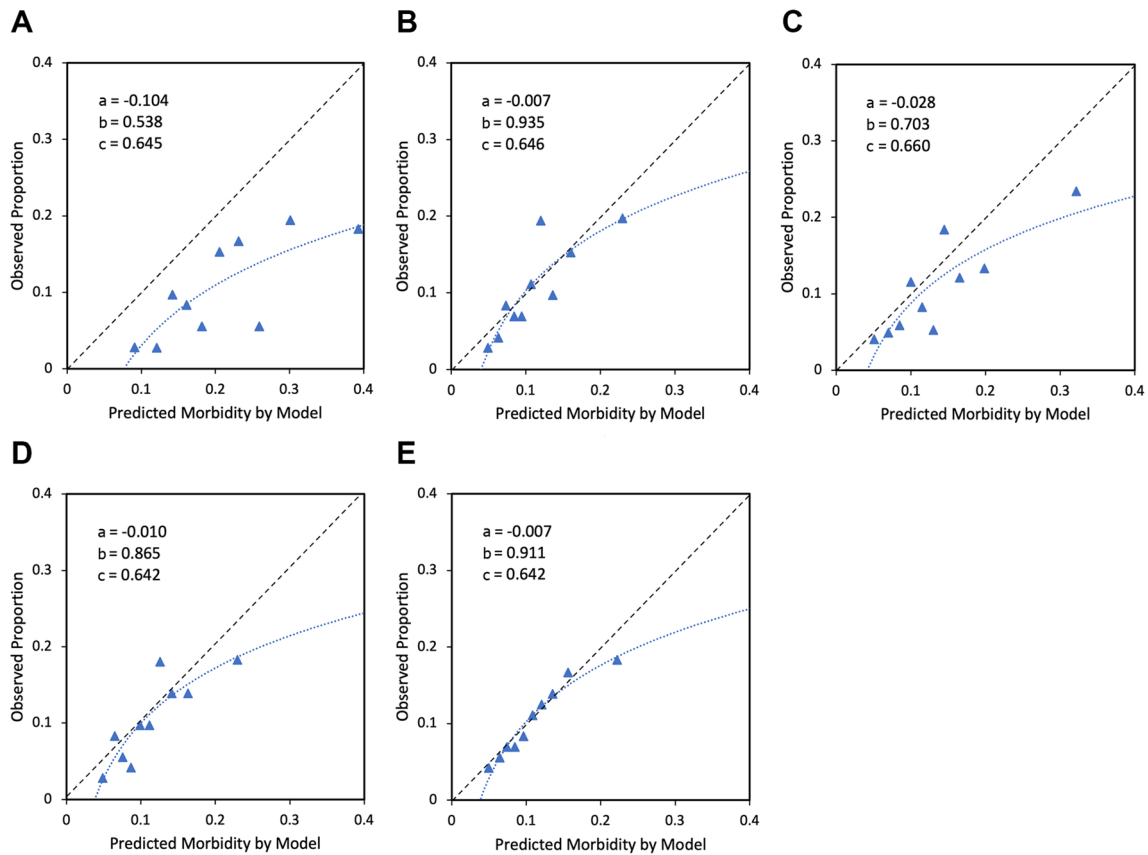 A
0.4
0.3
0.2
0.1
0
0
0.1
0.2
0.3
0.4
Observed Proportion
Predicted Morbidity by Model
a = -0.104
b = 0.538
c = 0.645
B
0.4
0.3
0.2
0.1
0
0
0.1
0.2
0.3
0.4
Observed Proportion
Predicted Morbidity by Model
a = -0.007
b = 0.935
c = 0.646
C
0.4
0.3
0.2
0.1
0
0
0.1
0.2
0.3
0.4
Observed Proportion
Predicted Morbidity by Model
a = -0.028
b = 0.703
c = 0.660
D
0.4
0.3
0.2
0.1
0
0
0.1
0.2
0.3
0.4
Observed Proportion
Predicted Morbidity by Model
a = -0.010
b = 0.865
c = 0.642
E
0.4
0.3
0.2
0.1
0
0
0.1
0.2
0.3
0.4
Observed Proportion
Predicted Morbidity by Model
a = -0.007
b = 0.911
c = 0.642